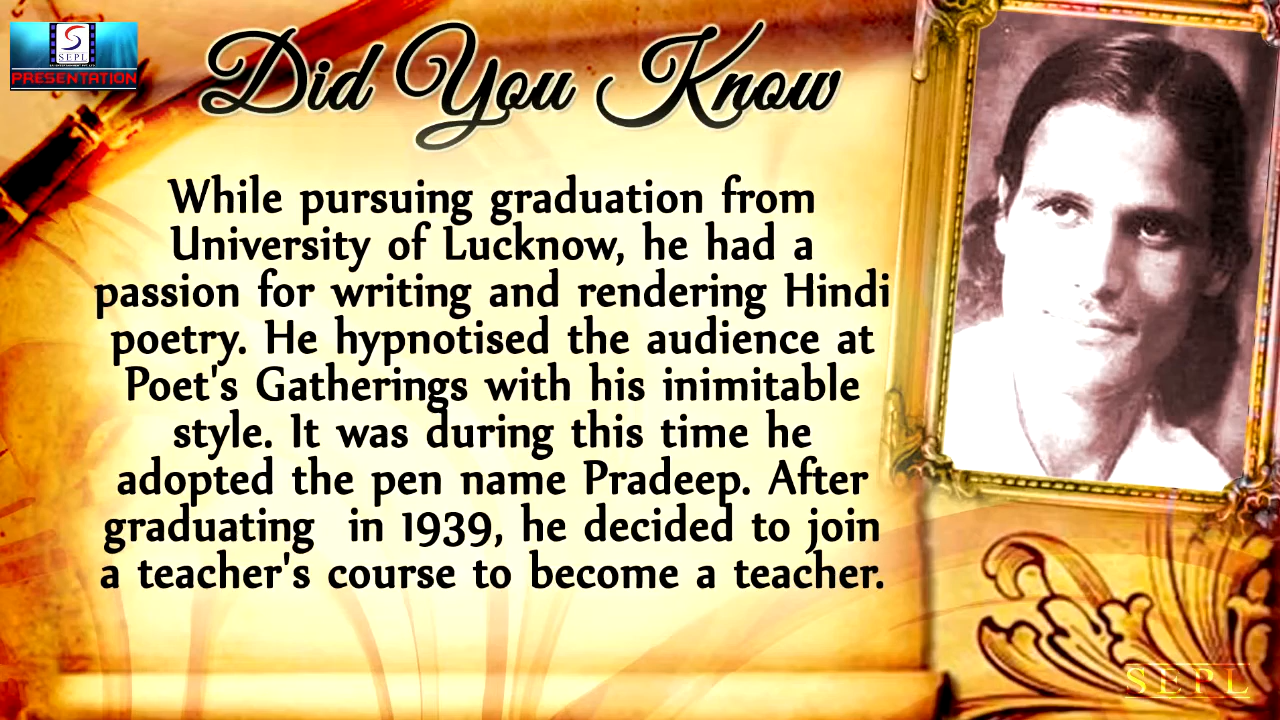 SEPL
PRESENTATION
Did You Know
While pursuing graduation from
University of Lucknow, he had a
passion for writing and rendering Hindi
poetry. He hypnotised the audience at
Poet's Gatherings with his inimitable
style. It was during this time he
adopted the pen name Pradeep. After
graduating  in 1939, he decided to join
a teacher's course to become a teacher.
SEPL